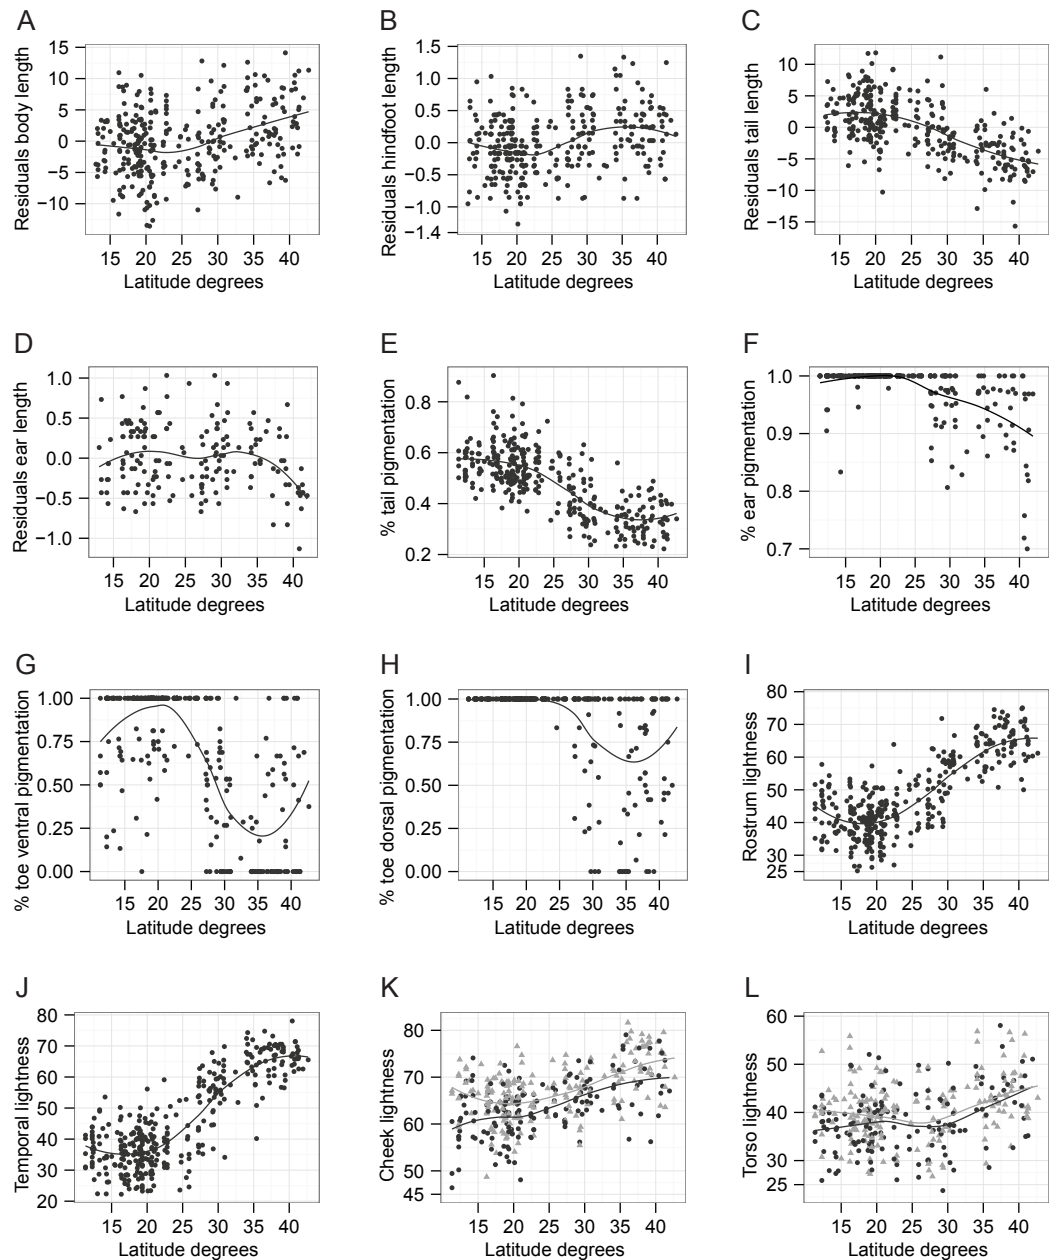 A
Residuals body length
15
10
5
0
−5
−10
15 20 25 30 35 40
Latitude degrees
B
Residuals hindfoot length
1.5
1.0
0.5
0.0
−0.5
−1.0
−1.4
15 20 25 30 35 40
Latitude degrees
C
Residuals tail length
10
5
0
−5
−10
−15
15 20 25 30 35 40
Latitude degrees
D
Residuals ear length
1.0
0.5
0.0
−0.5
−1.0
15 20 25 30 35 40
Latitude degrees
E
% tail pigmentation
0.8
0.6
0.4
0.2
15 20 25 30 35 40
Latitude degrees
F
% ear pigmentation
1.0
0.9
0.8
0.7
15 20 25 30 35 40
Latitude degrees
G
% toe ventral pigmentation
1.00
0.75
0.50
0.25
0.00
15 20 25 30 35 40
Latitude degrees
H
% toe dorsal pigmentation
1.00
0.75
0.50
0.25
0.00
15 20 25 30 35 40
Latitude degrees
I
Rostrum lightness
80
70
60
50
40
30
25
15 20 25 30 35 40
Latitude degrees
J
Temporal lightness
80
70
60
50
40
30
20
15 20 25 30 35 40
Latitude degrees
K
Cheek lightness
80
70
60
50
45
15 20 25 30 35 40
Latitude degrees
L
Torso lightness
60
50
40
30
25
15 20 25 30 35 40
Latitude degrees